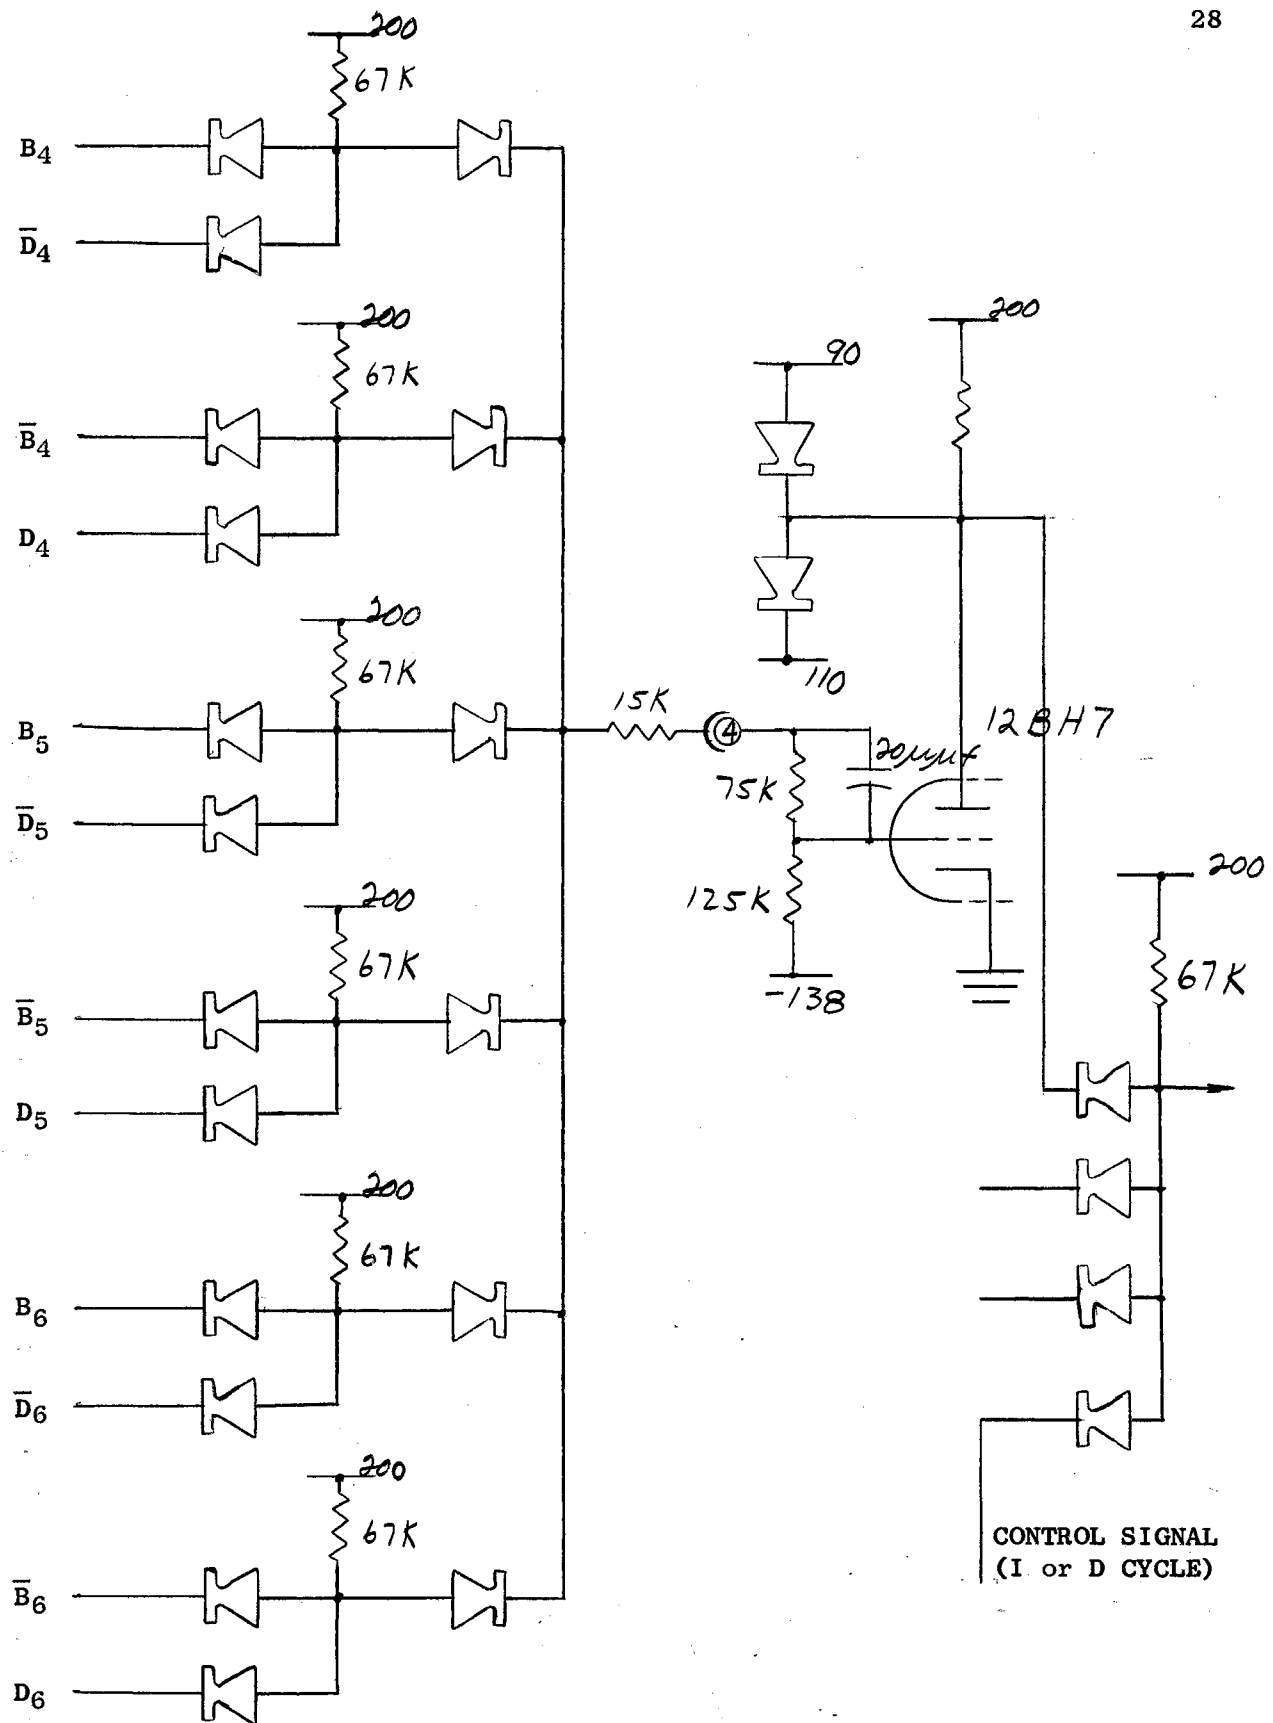 28
200
67K
B4
D̅4
200
67K
B̅4
D4
200
67K
B5
D̅5
200
67K
B̅5
D5
200
67K
B6
D̅6
200
67K
B̅6
D6
15K
4
75K
20μμf
125K
-138
90
110
200
12BH7
200
67K
CONTROL SIGNAL
(I or D CYCLE)